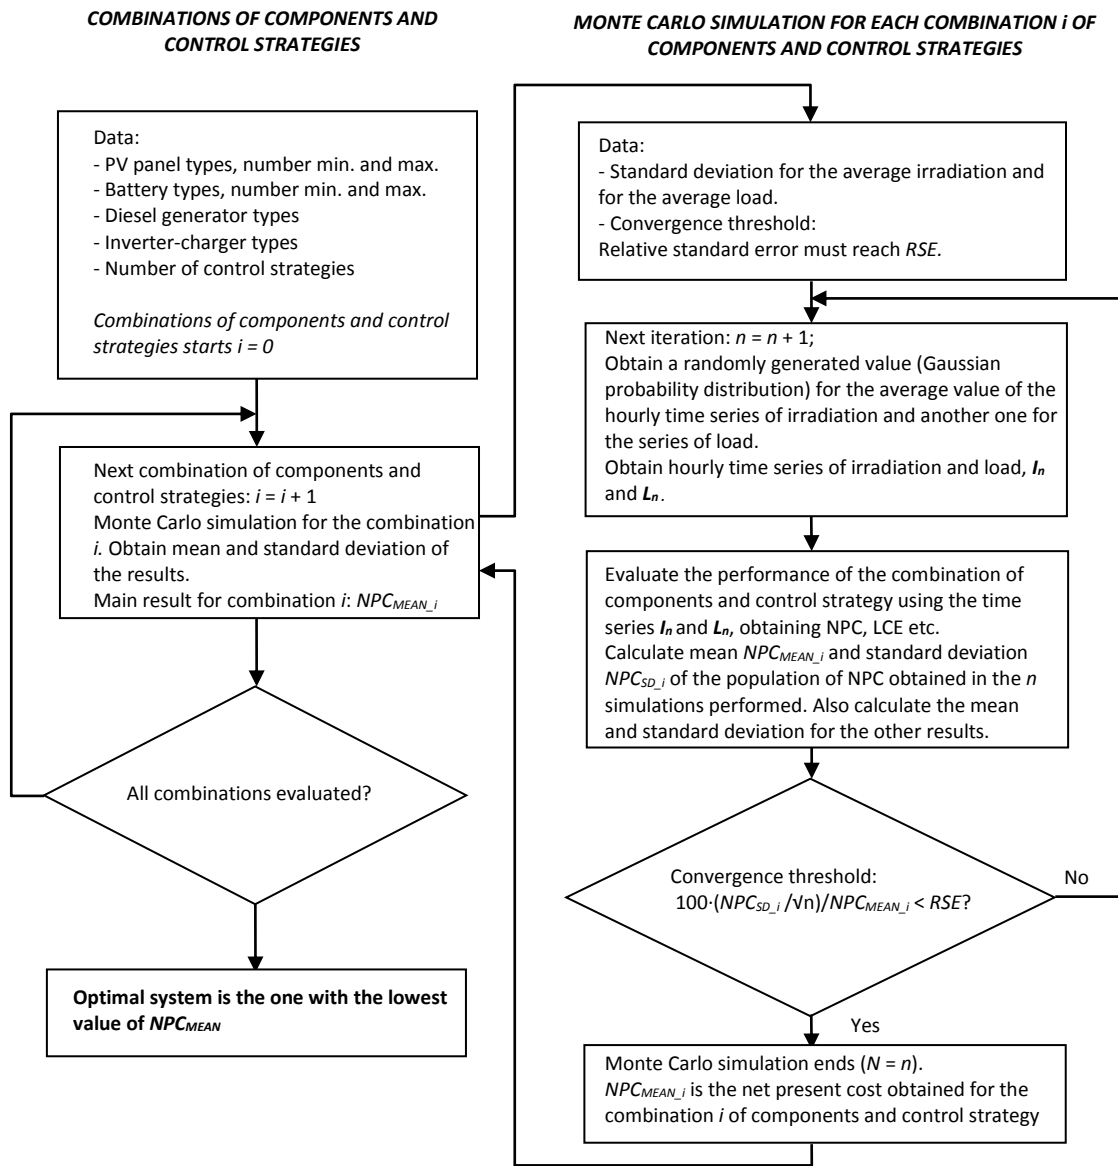 COMBINATIONS OF COMPONENTS AND
CONTROL STRATEGIES
Data:
- PV panel types, number min. and max.
- Battery types, number min. and max.
- Diesel generator types
- Inverter-charger types
- Number of control strategies
Combinations of components and control
strategies starts i = 0
Next combination of components and
control strategies: i = i + 1
Monte Carlo simulation for the combination
i. Obtain mean and standard deviation of
the results.
Main result for combination i: NPCMEAN_i
All combinations evaluated?
Optimal system is the one with the lowest
value of NPCMEAN
MONTE CARLO SIMULATION FOR EACH COMBINATION i OF
COMPONENTS AND CONTROL STRATEGIES
Data:
- Standard deviation for the average irradiation and
for the average load.
- Convergence threshold:
Relative standard error must reach RSE.
Next iteration: n = n + 1;
Obtain a randomly generated value (Gaussian
probability distribution) for the average value of the
hourly time series of irradiation and another one for
the series of load.
Obtain hourly time series of irradiation and load, In
and Ln .
Evaluate the performance of the combination of
components and control strategy using the time
series In and Ln, obtaining NPC, LCE etc.
Calculate mean NPCMEAN_i and standard deviation
NPCSD_i of the population of NPC obtained in the n
simulations performed. Also calculate the mean
and standard deviation for the other results.
Convergence threshold:
100·(NPCSD_i /√n)/NPCMEAN_i < RSE?
No
Yes
Monte Carlo simulation ends (N = n).
NPCMEAN_i is the net present cost obtained for the
combination i of components and control strategy